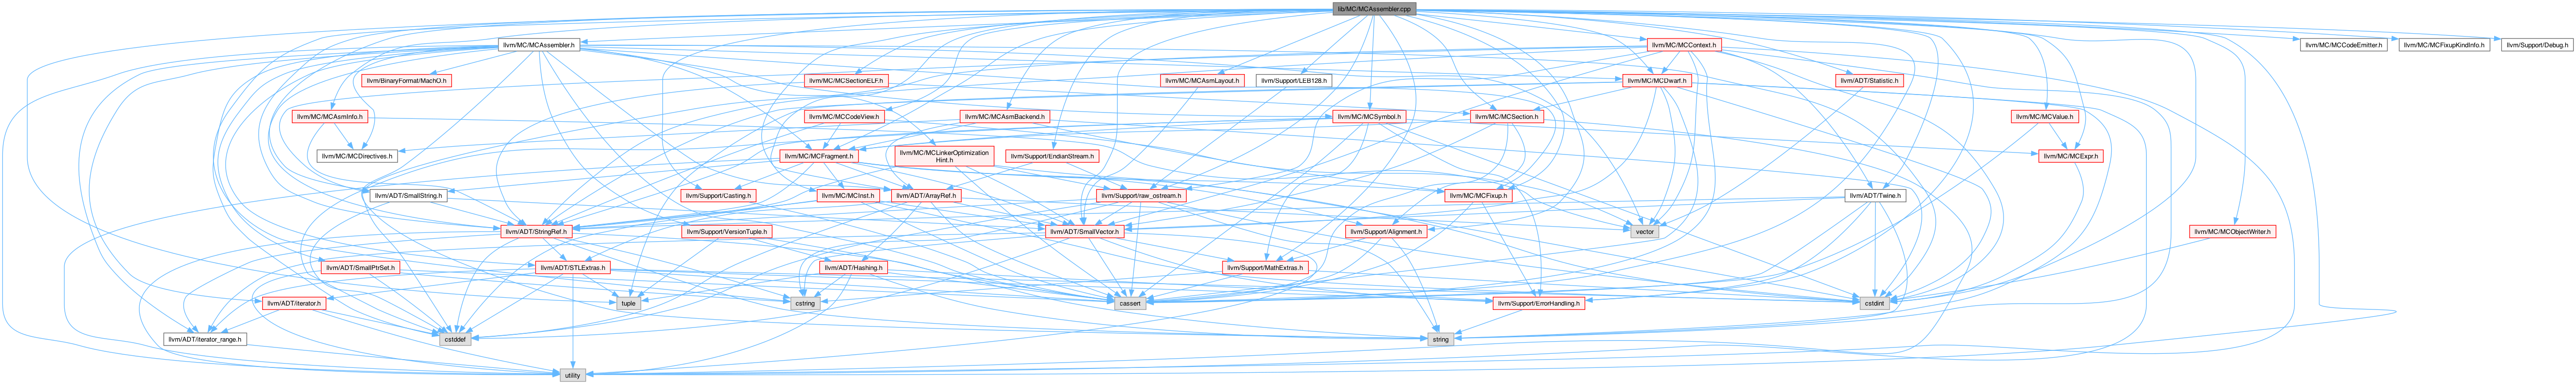 lib/MC/MCAssembler.cpp
llvm/MC/MCAssembler.h
llvm/MC/MCContext.h
llvm/MC/MCCodeEmitter.h
llvm/MC/MCFixupKindInfo.h
llvm/Support/Debug.h
llvm/BinaryFormat/MachO.h
llvm/MC/MCSectionELF.h
llvm/MC/MCAsmLayout.h
llvm/Support/LEB128.h
llvm/MC/MCDwarf.h
llvm/ADT/Statistic.h
llvm/MC/MCAsmInfo.h
llvm/MC/MCCodeView.h
llvm/MC/MCAsmBackend.h
llvm/MC/MCSymbol.h
llvm/MC/MCSection.h
llvm/MC/MCValue.h
llvm/MC/MCDirectives.h
llvm/MC/MCFragment.h
llvm/MC/MCLinkerOptimization
Hint.h
llvm/Support/EndianStream.h
llvm/MC/MCExpr.h
llvm/ADT/SmallString.h
llvm/Support/Casting.h
llvm/MC/MCInst.h
llvm/ADT/ArrayRef.h
llvm/Support/raw_ostream.h
llvm/MC/MCFixup.h
llvm/ADT/Twine.h
llvm/ADT/StringRef.h
llvm/Support/VersionTuple.h
llvm/ADT/SmallVector.h
llvm/Support/Alignment.h
vector
llvm/MC/MCObjectWriter.h
llvm/ADT/SmallPtrSet.h
llvm/ADT/STLExtras.h
llvm/ADT/Hashing.h
llvm/Support/MathExtras.h
llvm/ADT/iterator.h
tuple
cstring
cassert
llvm/Support/ErrorHandling.h
cstdint
llvm/ADT/iterator_range.h
cstddef
string
utility